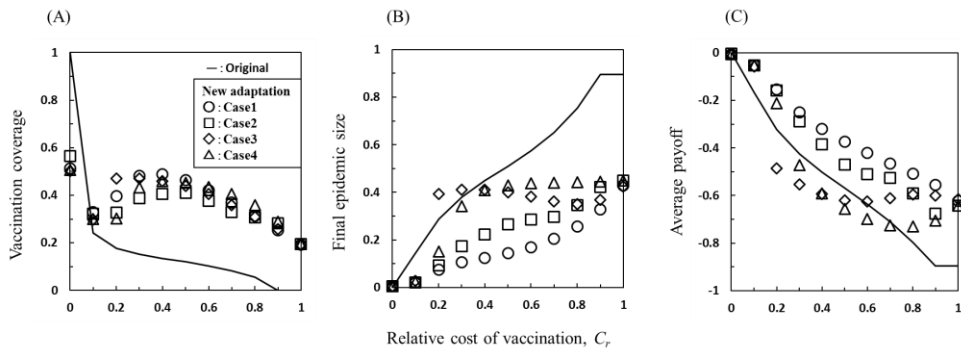 (A)
(B)
(C)
Vaccination coverage
1
0.8
0.6
0.4
0.2
0
0
0.2
0.4
0.6
0.8
1
— : Original
New adaptation
○ : Case1
□ : Case2
◇ : Case3
△ : Case4
Final epidemic size
1
0.8
0.6
0.4
0.2
0
0
0.2
0.4
0.6
0.8
1
Average payoff
0
-0.2
-0.4
-0.6
-0.8
-1
0
0.2
0.4
0.6
0.8
1
Relative cost of vaccination, Cr